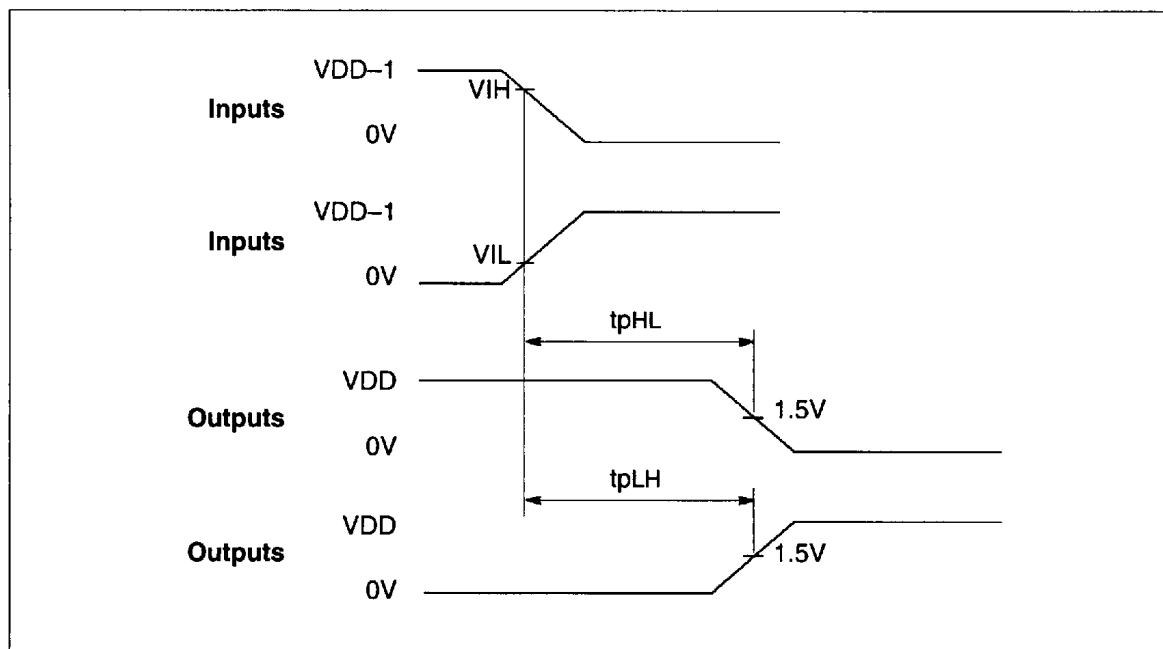 VDD–1
VIH
Inputs
0V
VDD–1
Inputs
VIL
0V
tpHL
VDD
1.5V
Outputs
0V
tpLH
VDD
1.5V
Outputs
0V